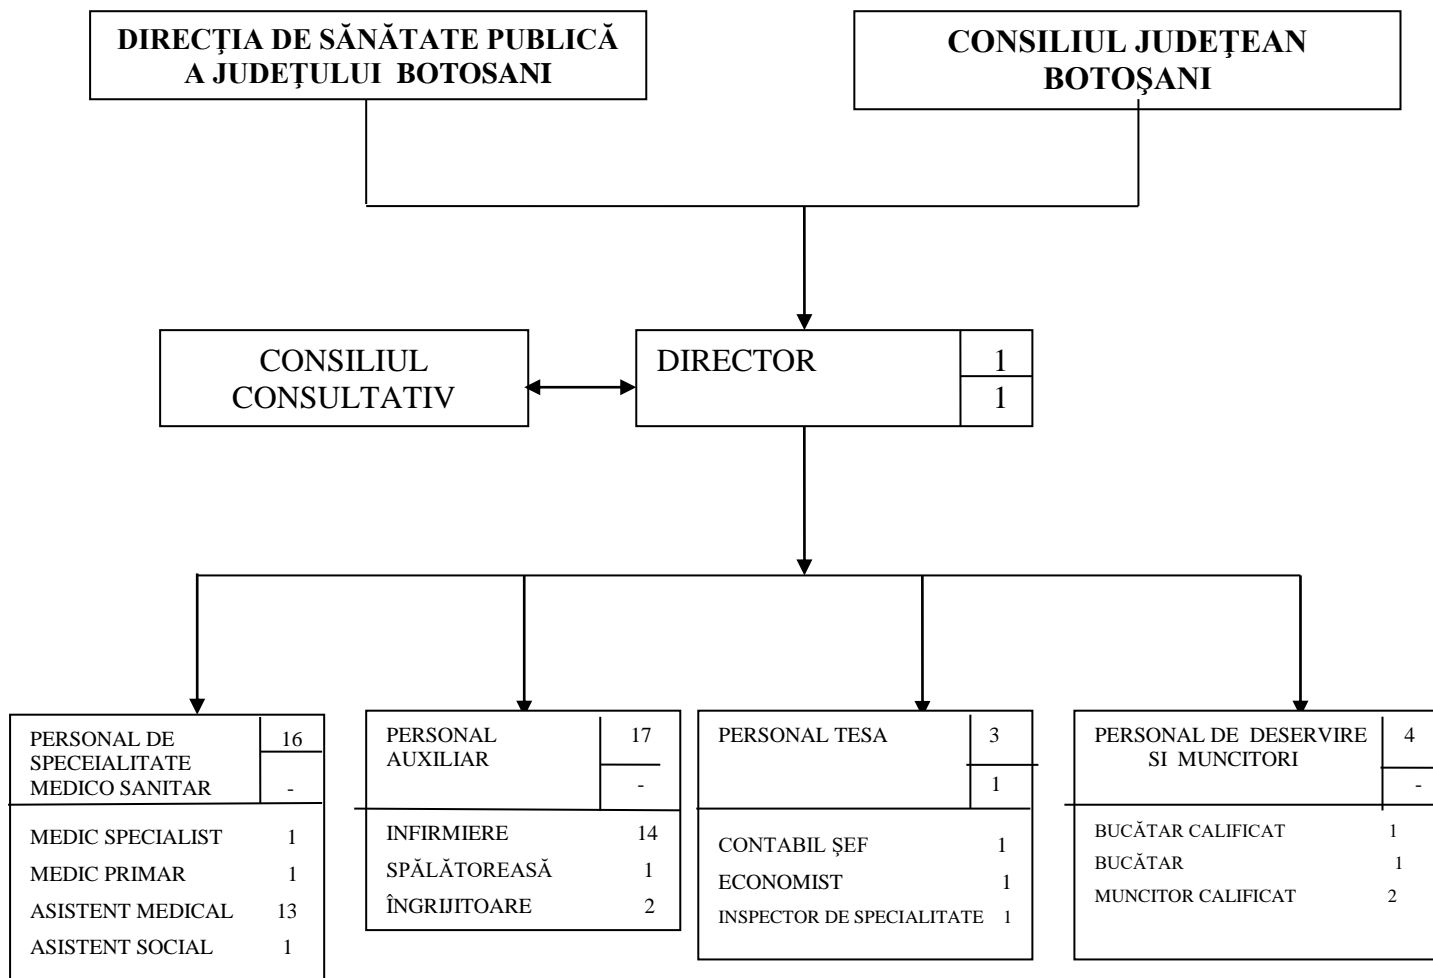 DIRECŢIA DE SĂNĂTATE PUBLICĂ
A JUDEŢULUI BOTOSANI
CONSILIUL JUDEŢEAN
BOTOŞANI
CONSILIUL
CONSULTATIV
DIRECTOR
1
1
PERSONAL DE
SPECEIALITATE
MEDICO SANITAR
16
-
MEDIC SPECIALIST 1
MEDIC PRIMAR 1
ASISTENT MEDICAL 13
ASISTENT SOCIAL 1
PERSONAL
AUXILIAR
17
-
INFIRMIERE 14
SPĂLĂTOREASĂ 1
ÎNGRIJITOARE 2
PERSONAL TESA
3
1
CONTABIL ŞEF 1
ECONOMIST 1
INSPECTOR DE SPECIALITATE 1
PERSONAL DE DESERVIRE
SI MUNCITORI
4
-
BUCĂTAR CALIFICAT 1
BUCĂTAR 1
MUNCITOR CALIFICAT 2